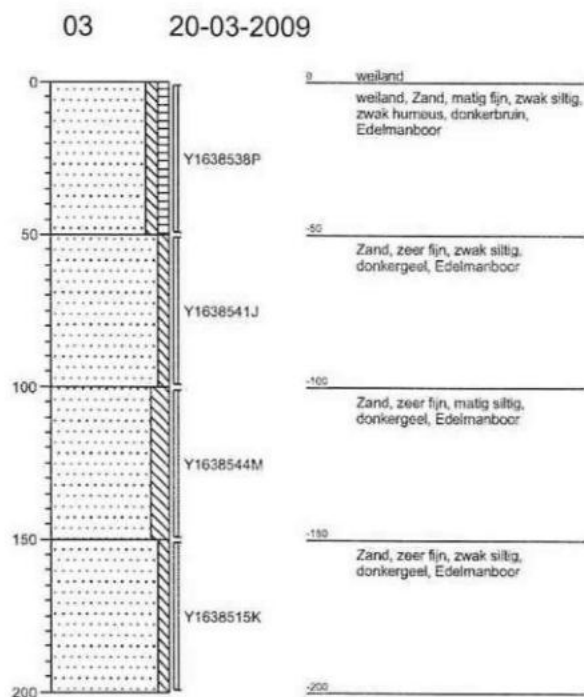 03 20-03-2009
0
0 weiland
weiland, Zand, matig fijn, zwak siltig,
zwak humeus, donkerbruin,
Edelmanboor
Y1638538P
50
-50
Zand, zeer fijn, zwak siltig,
donkergeel, Edelmanboor
Y1638541J
100
-100
Zand, zeer fijn, matig siltig,
donkergeel, Edelmanboor
Y1638544M
150
-150
Zand, zeer fijn, zwak siltig,
donkergeel, Edelmanboor
Y1638515K
200
-200